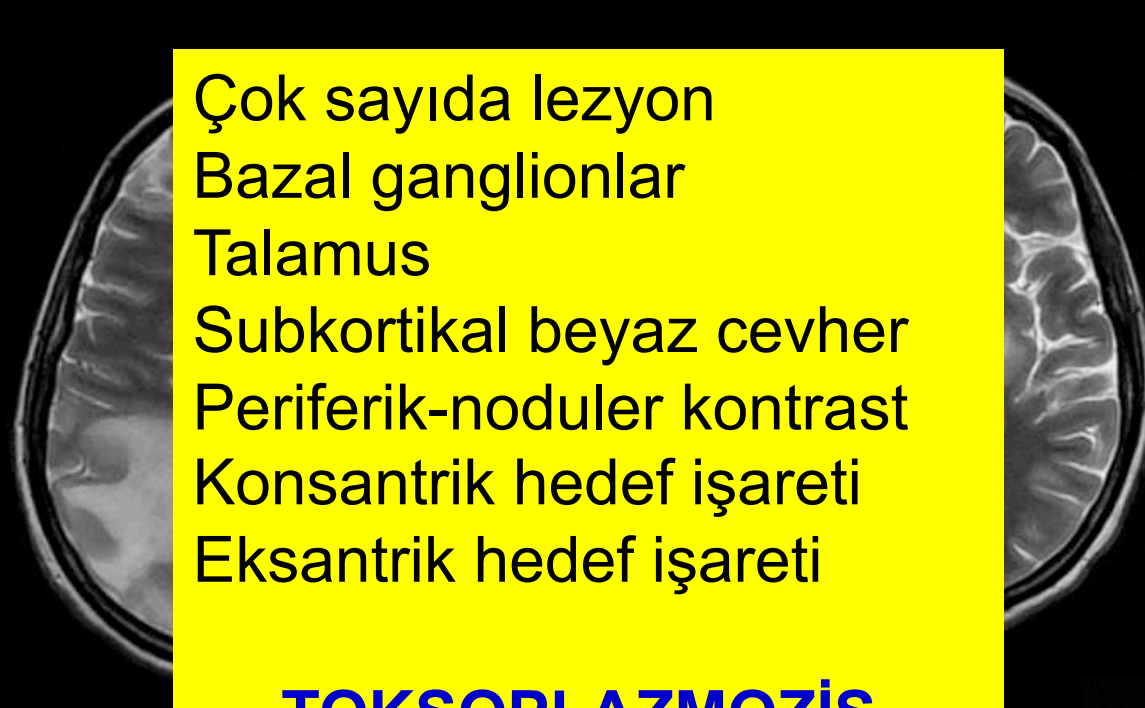 Çok sayıda lezyon
Bazal ganglionlar
Talamus
Subkortikal beyaz cevher
Periferik-noduler kontrast
Konsantrik hedef işareti
Eksantrik hedef işareti
TOKSOPLAZMOZİS